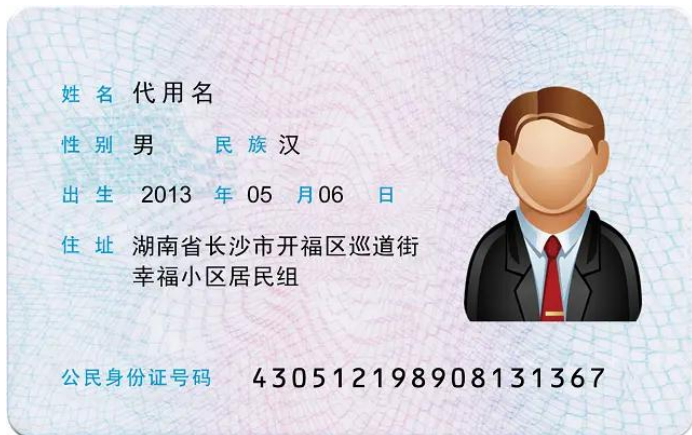 姓名 代用名
性别 男 民族 汉
出生 2013 年 05 月 06 日
住址 湖南省长沙市开福区巡道街
幸福小区居民组
公民身份证号码 430512198908131367